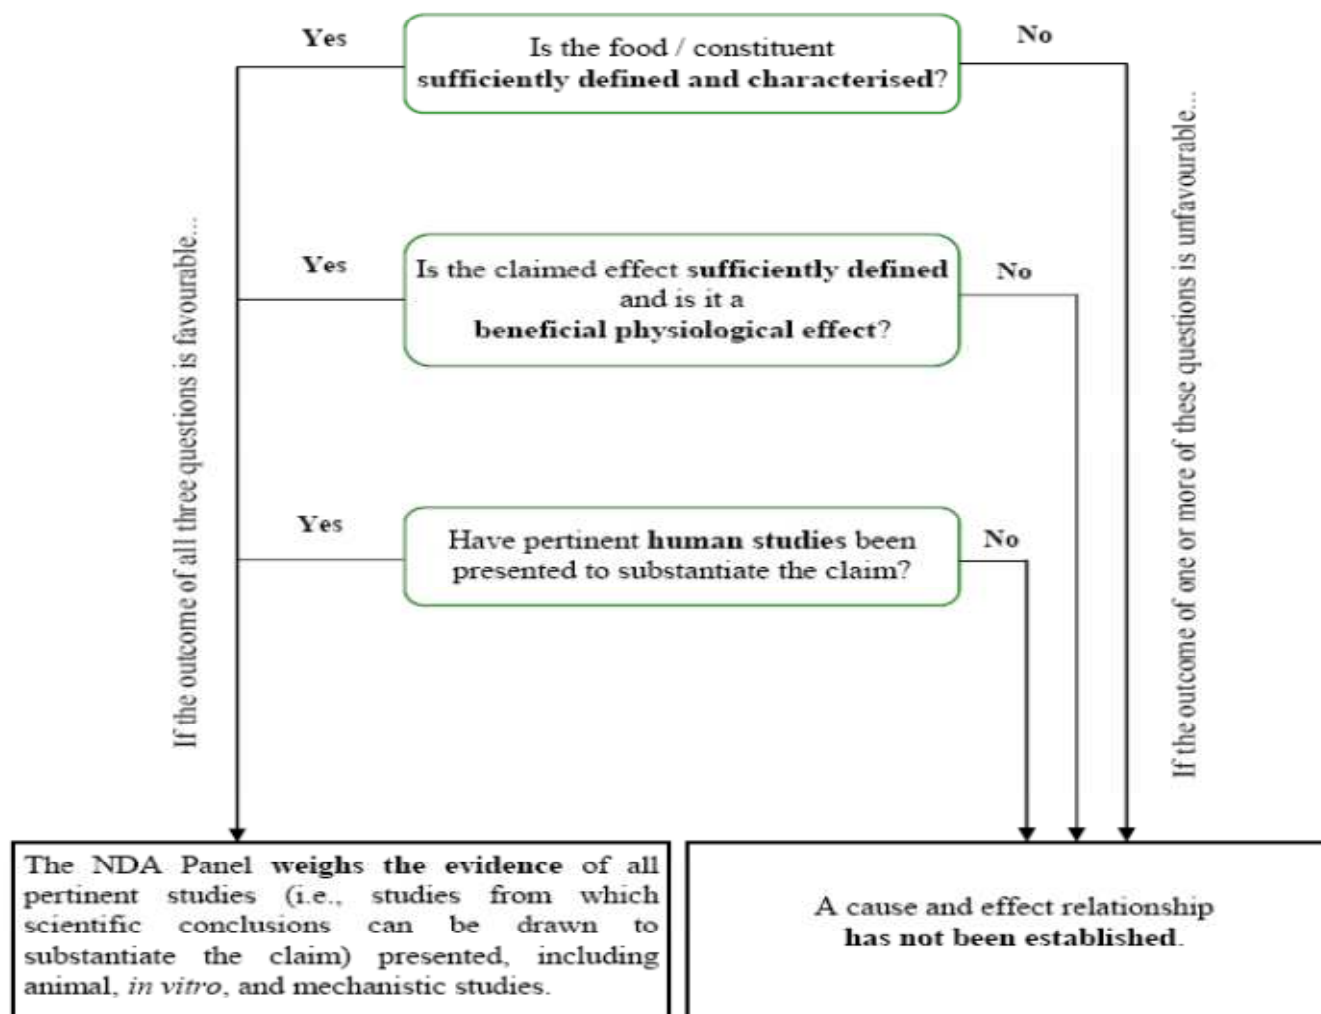 Yes
Is the food / constituent
sufficiently defined and characterised?
No
Yes
Is the claimed effect sufficiently defined
and is it a
beneficial physiological effect?
No
Yes
Have pertinent human studies been
presented to substantiate the claim?
No
If the outcome of all three questions is favourable...
If the outcome of one or more of these questions is unfavourable...
The NDA Panel weighs the evidence of all
pertinent studies (i.e., studies from which
scientific conclusions can be drawn to
substantiate the claim) presented, including
animal, in vitro, and mechanistic studies.
A cause and effect relationship
has not been established.